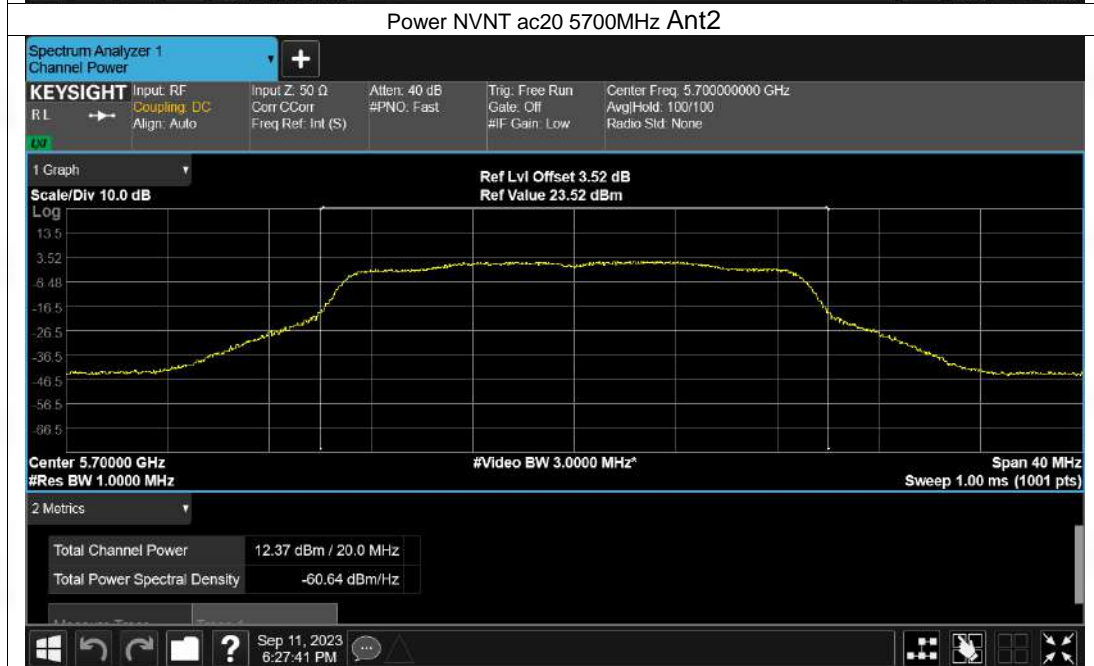 Power NVNT ac20 5700MHz Ant2
Spectrum Analyzer 1
Channel Power
+
KEYSIGHT
RL
LXI
Input: RF
Coupling: DC
Align: Auto
Input Z: 50 Ω
Corr CCorr
Freq Ref: Int (S)
Atten: 40 dB
#PNO: Fast
Trig: Free Run
Gate: Off
#IF Gain: Low
Center Freq: 5.700000000 GHz
Avg|Hold: 100/100
Radio Std: None
1 Graph
Scale/Div 10.0 dB
Ref Lvl Offset 3.52 dB
Ref Value 23.52 dBm
Log
13.5
3.52
-6.48
-16.5
-26.5
-36.5
-46.5
-56.5
-66.5
Center 5.70000 GHz
#Res BW 1.0000 MHz
#Video BW 3.0000 MHz*
Span 40 MHz
Sweep 1.00 ms (1001 pts)
2 Metrics
Total Channel Power 12.37 dBm / 20.0 MHz
Total Power Spectral Density -60.64 dBm/Hz
?
Sep 11, 2023
6:27:41 PM